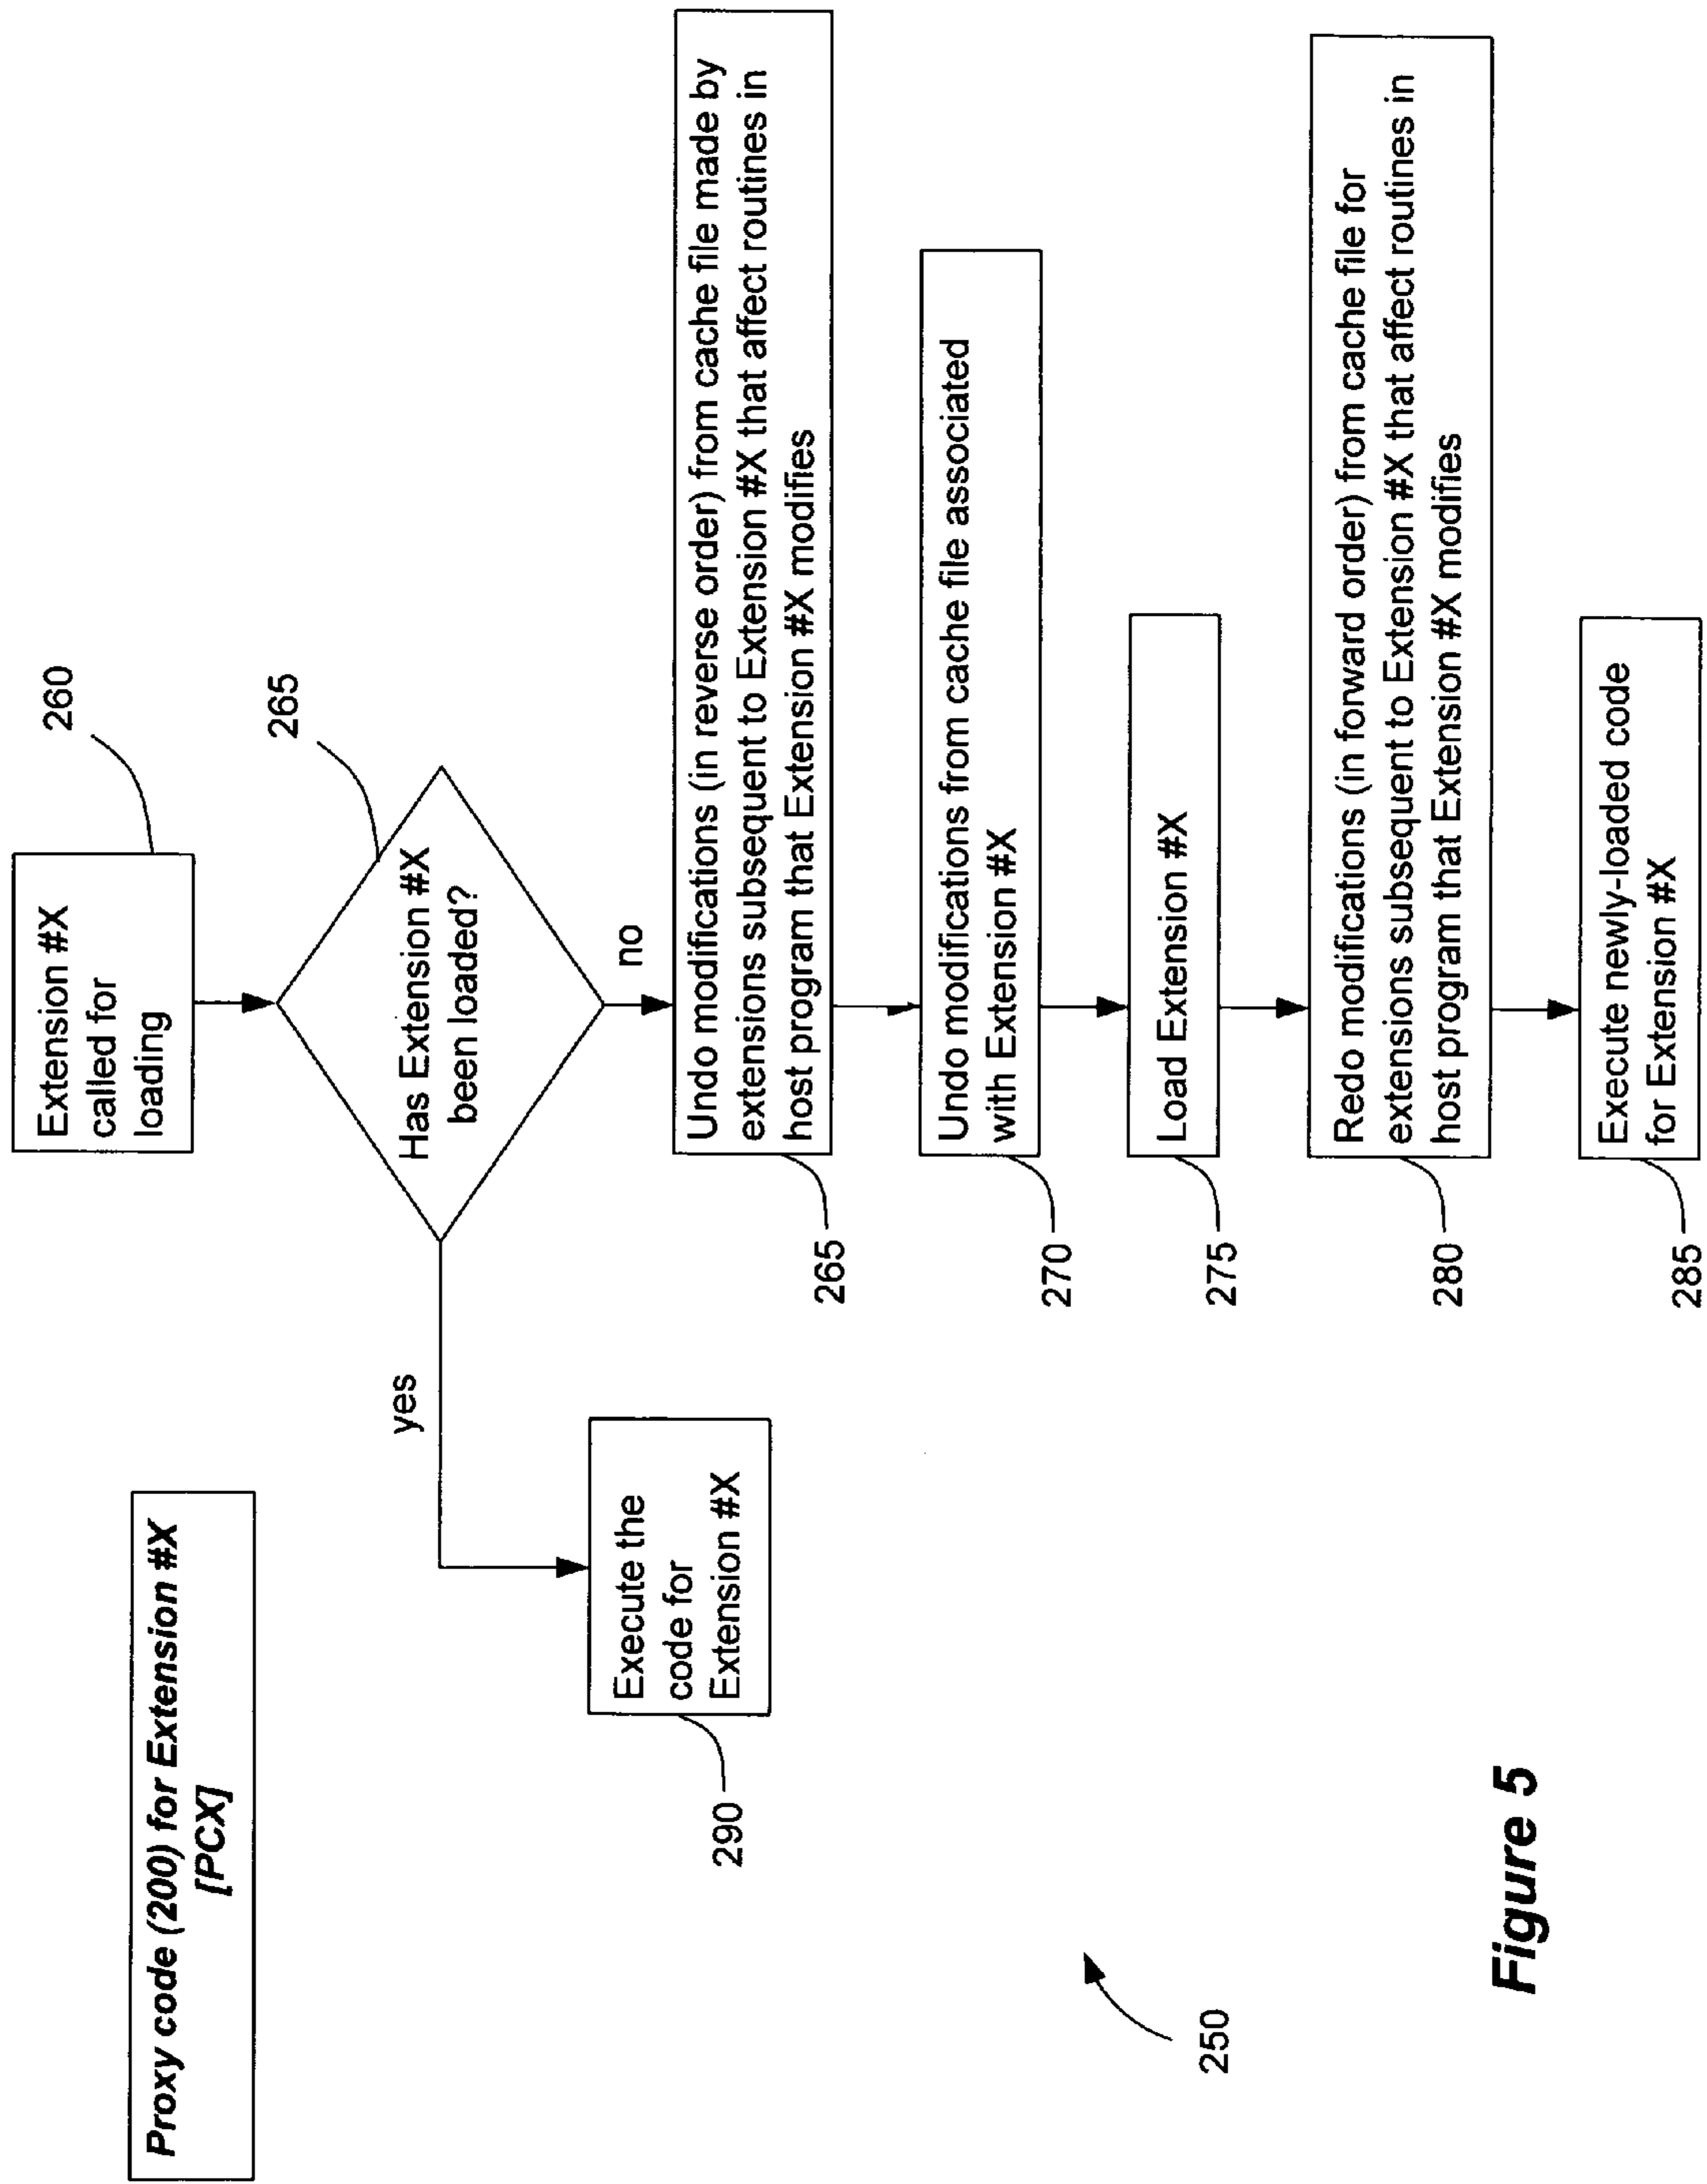 Proxy code (200) for Extension #X
[PCX]
Extension #X
called for
loading
260
Has Extension #X
been loaded?
265
yes
no
Execute the
code for
Extension #X
290
Undo modifications (in reverse order) from cache file made by
extensions subsequent to Extension #X that affect routines in
host program that Extension #X modifies
265
Undo modifications from cache file associated
with Extension #X
270
Load Extension #X
275
Redo modifications (in forward order) from cache file for
extensions subsequent to Extension #X that affect routines in
host program that Extension #X modifies
280
Execute newly-loaded code
for Extension #X
285
250
Figure 5